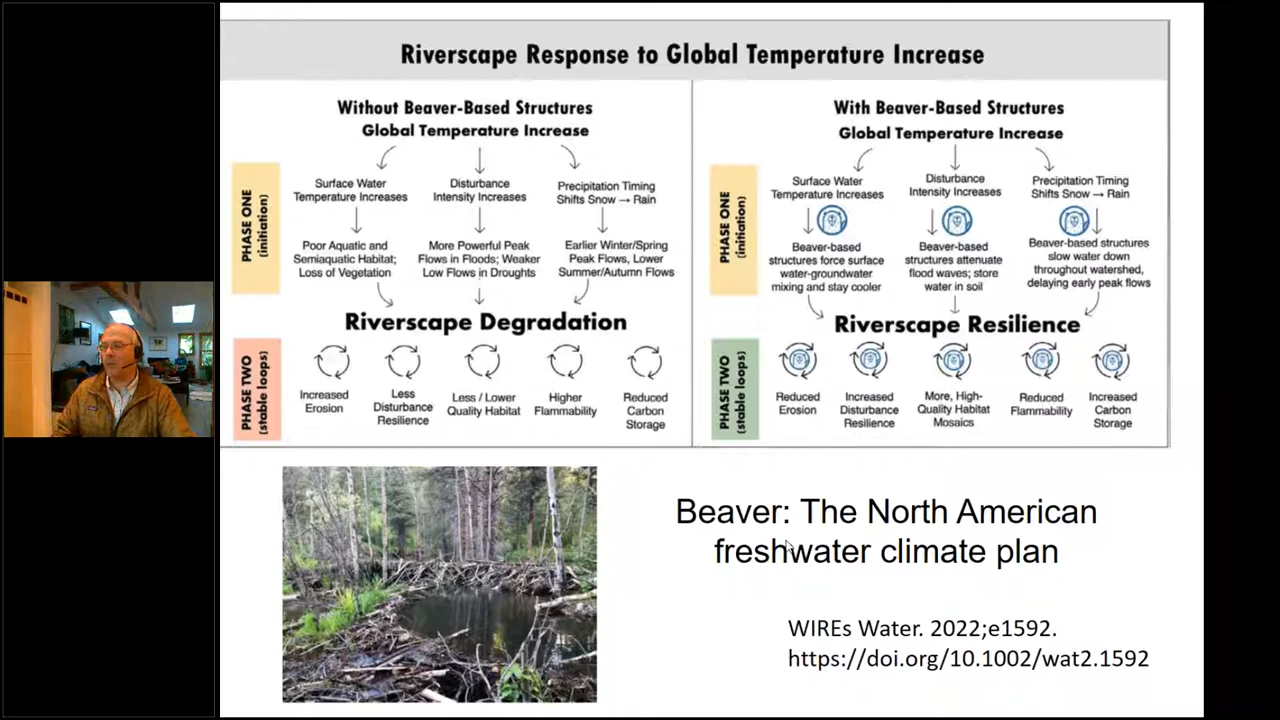 Riverscape Response to Global Temperature Increase
Without Beaver-Based Structures
Global Temperature Increase
PHASE ONE
(initiation)
Surface Water
Temperature Increases
Disturbance
Intensity Increases
Precipitation Timing
Shifts Snow → Rain
Poor Aquatic and
Semiaquatic Habitat;
Loss of Vegetation
More Powerful Peak
Flows in Floods; Weaker
Low Flows in Droughts
Earlier Winter/Spring
Peak Flows, Lower
Summer/Autumn Flows
Riverscape Degradation
PHASE TWO
(stable loops)
Increased
Erosion
Less
Disturbance
Resilience
Less / Lower
Quality Habitat
Higher
Flammability
Reduced
Carbon
Storage
With Beaver-Based Structures
Global Temperature Increase
PHASE ONE
(initiation)
Surface Water
Temperature Increases
Disturbance
Intensity Increases
Precipitation Timing
Shifts Snow → Rain
Beaver-based
structures force surface
water-groundwater
mixing and stay cooler
Beaver-based
structures attenuate
flood waves; store
water in soil
Beaver-based structures
slow water down
throughout watershed,
delaying early peak flows
Riverscape Resilience
PHASE TWO
(stable loops)
Reduced
Erosion
Increased
Disturbance
Resilience
More, High-
Quality Habitat
Mosaics
Reduced
Flammability
Increased
Carbon
Storage
Beaver: The North American
freshwater climate plan
WIREs Water. 2022;e1592.
https://doi.org/10.1002/wat2.1592